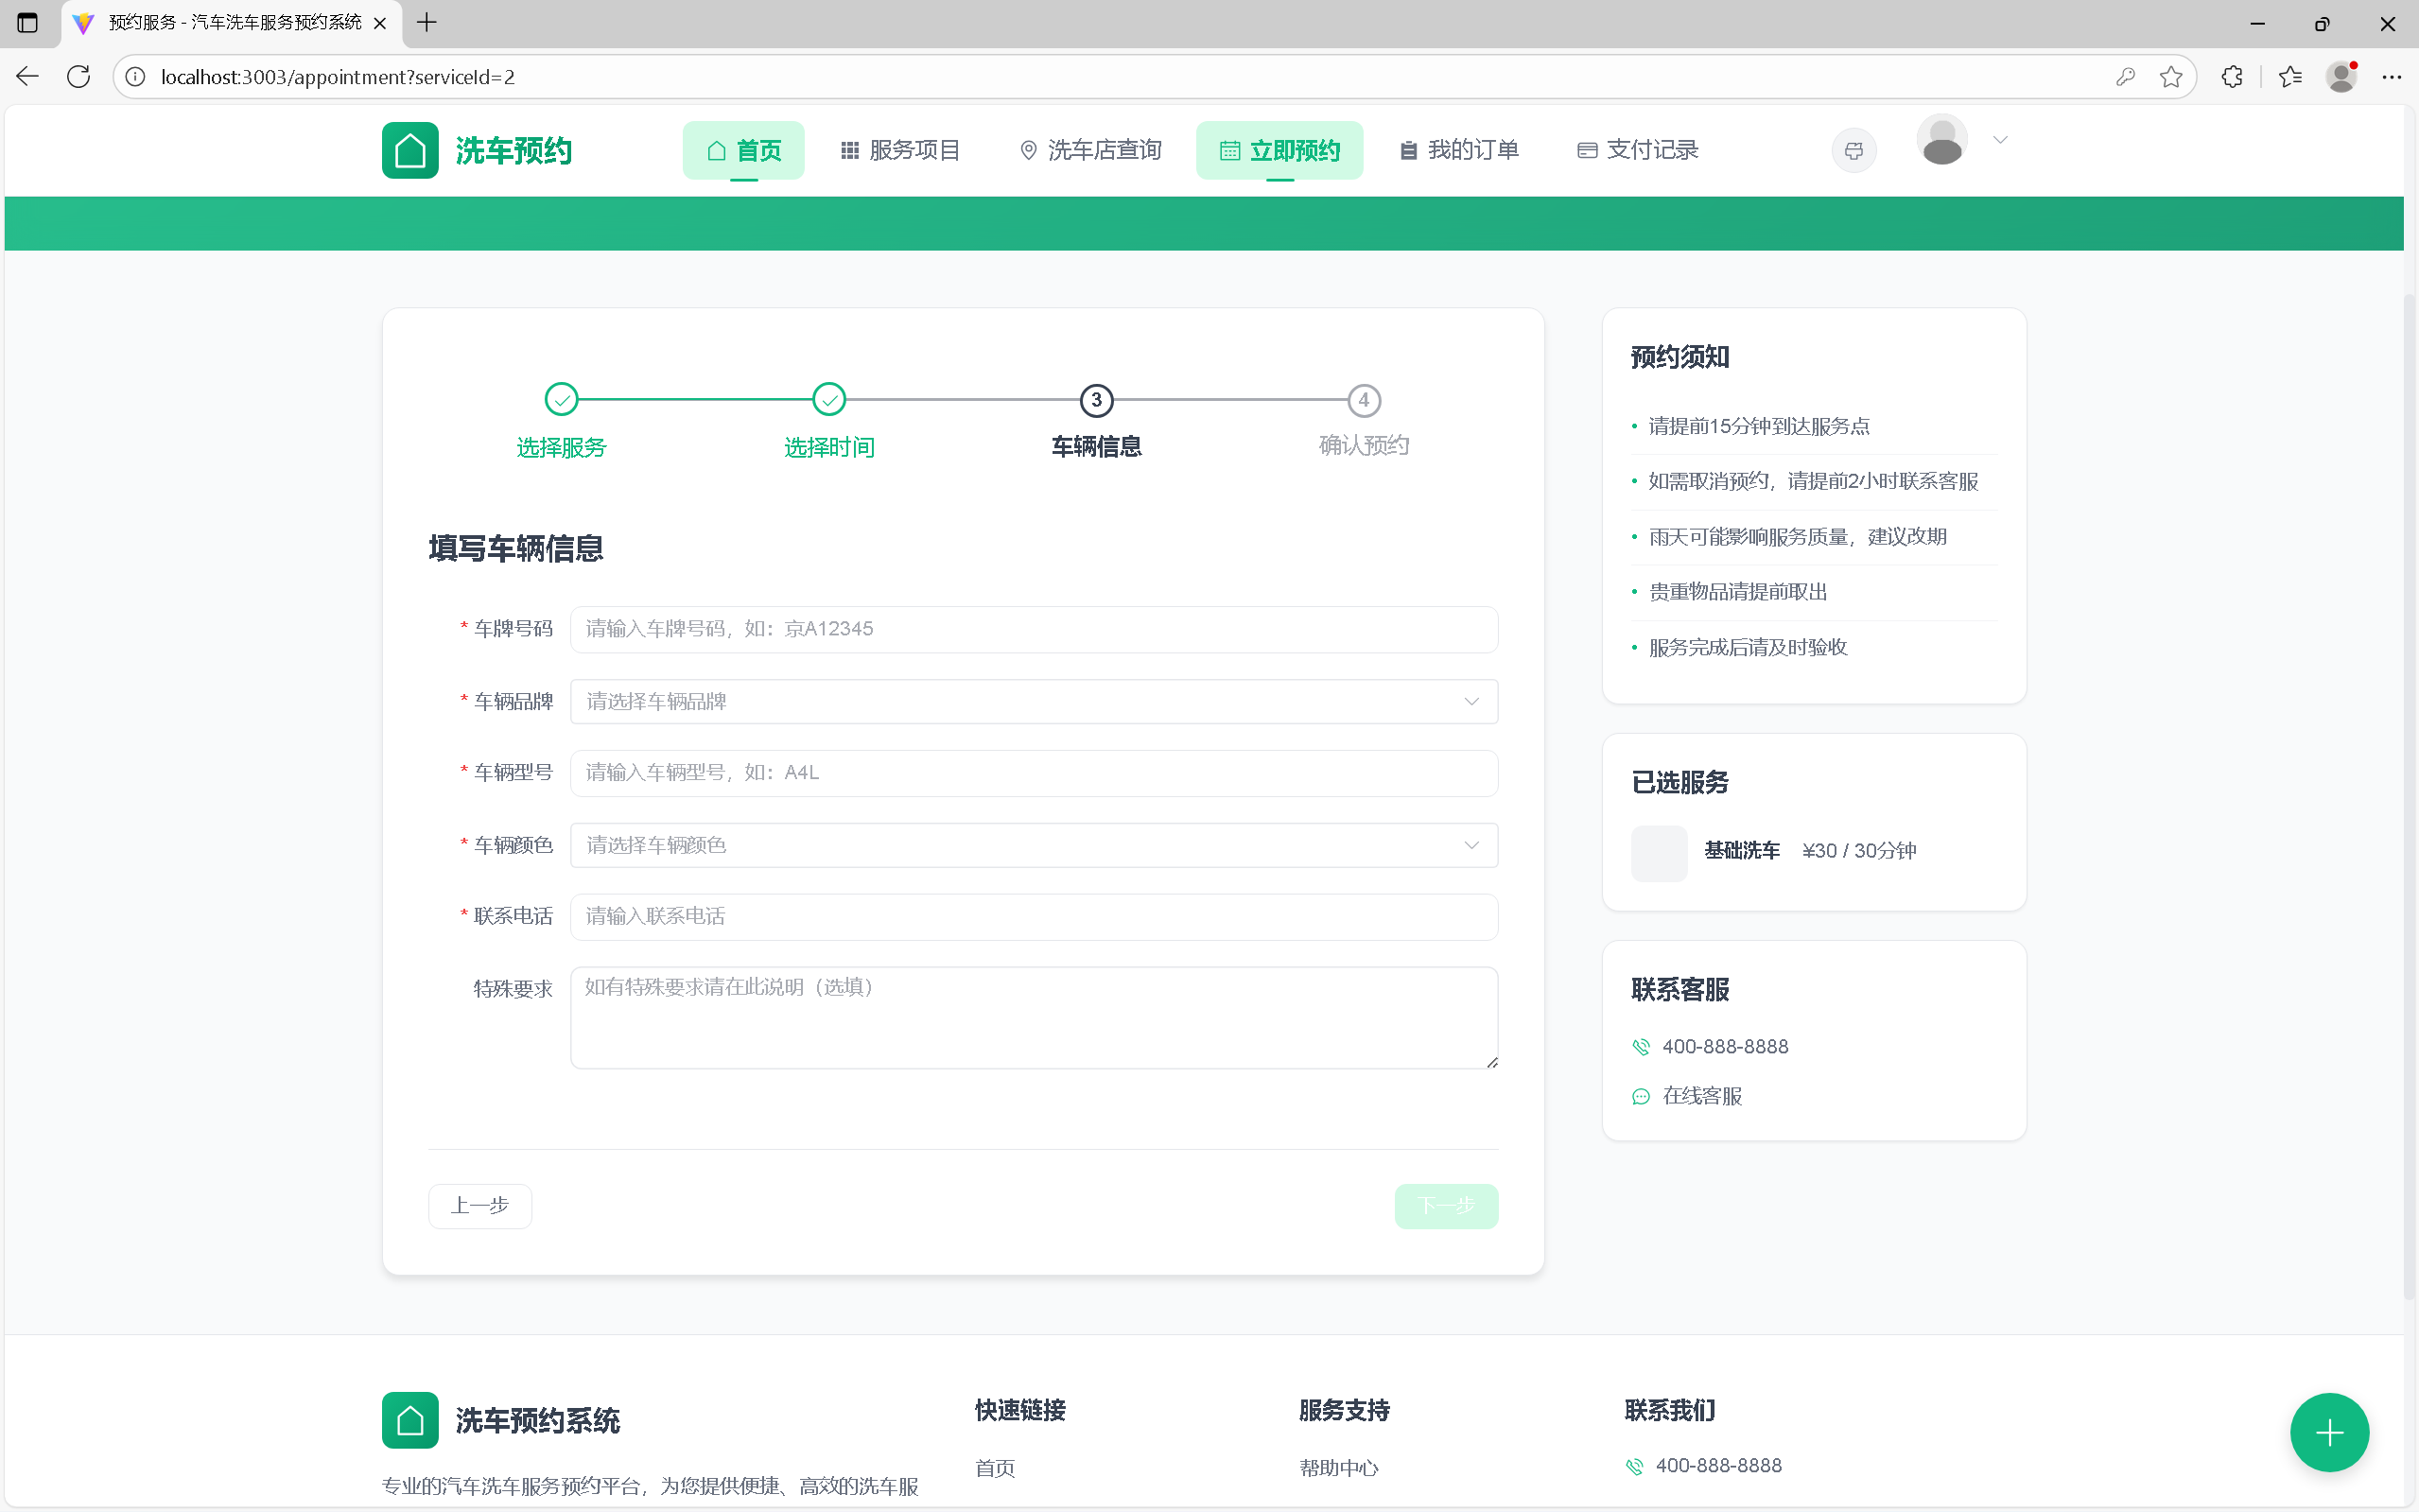 预约服务 - 汽车洗车服务预约系统
localhost:3003/appointment?serviceId=2
洗车预约
首页
服务项目
洗车店查询
立即预约
我的订单
支付记录
3
4
选择服务
选择时间
车辆信息
确认预约
填写车辆信息
* 车牌号码
请输入车牌号码，如：京A12345
* 车辆品牌
请选择车辆品牌
* 车辆型号
请输入车辆型号，如：A4L
* 车辆颜色
请选择车辆颜色
* 联系电话
请输入联系电话
特殊要求
如有特殊要求请在此说明（选填）
上一步
下一步
预约须知
• 请提前15分钟到达服务点
• 如需取消预约，请提前2小时联系客服
• 雨天可能影响服务质量，建议改期
• 贵重物品请提前取出
• 服务完成后请及时验收
已选服务
基础洗车 ¥30 / 30分钟
联系客服
400-888-8888
在线客服
洗车预约系统
专业的汽车洗车服务预约平台，为您提供便捷、高效的洗车服
快速链接
首页
服务支持
帮助中心
联系我们
400-888-8888